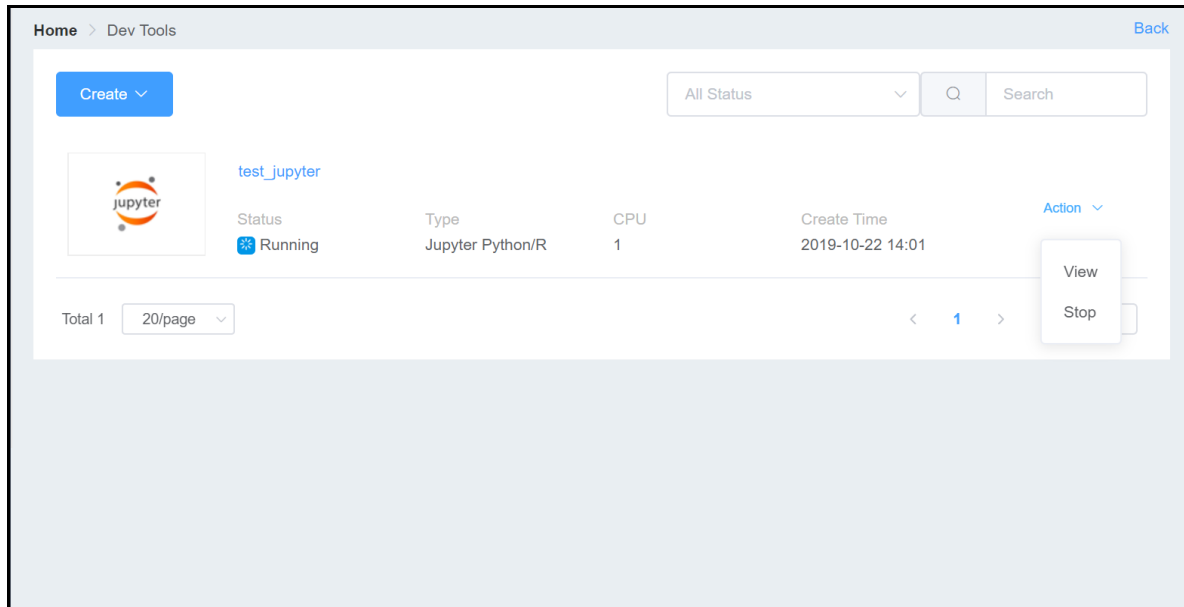 Home > Dev Tools
Back
Create
All Status
Search
jupyter
test_jupyter
Status
Type
CPU
Create Time
Action
Running
Jupyter Python/R
1
2019-10-22 14:01
View
Stop
Total 1
20/page
< 1 >